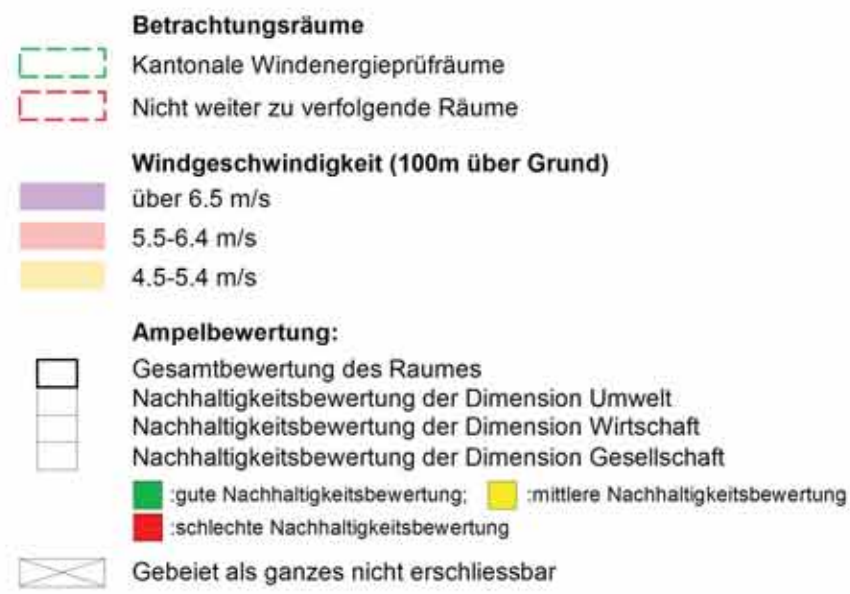 Betrachtungsräume
Kantonale Windenergieprüfräume
Nicht weiter zu verfolgende Räume
Windgeschwindigkeit (100m über Grund)
über 6.5 m/s
5.5-6.4 m/s
4.5-5.4 m/s
Ampelbewertung:
Gesamtbewertung des Raumes
Nachhaltigkeitsbewertung der Dimension Umwelt
Nachhaltigkeitsbewertung der Dimension Wirtschaft
Nachhaltigkeitsbewertung der Dimension Gesellschaft
:gute Nachhaltigkeitsbewertung; :mittlere Nachhaltigkeitsbewertung
:schlechte Nachhaltigkeitsbewertung
Gebeiet als ganzes nicht erschliessbar